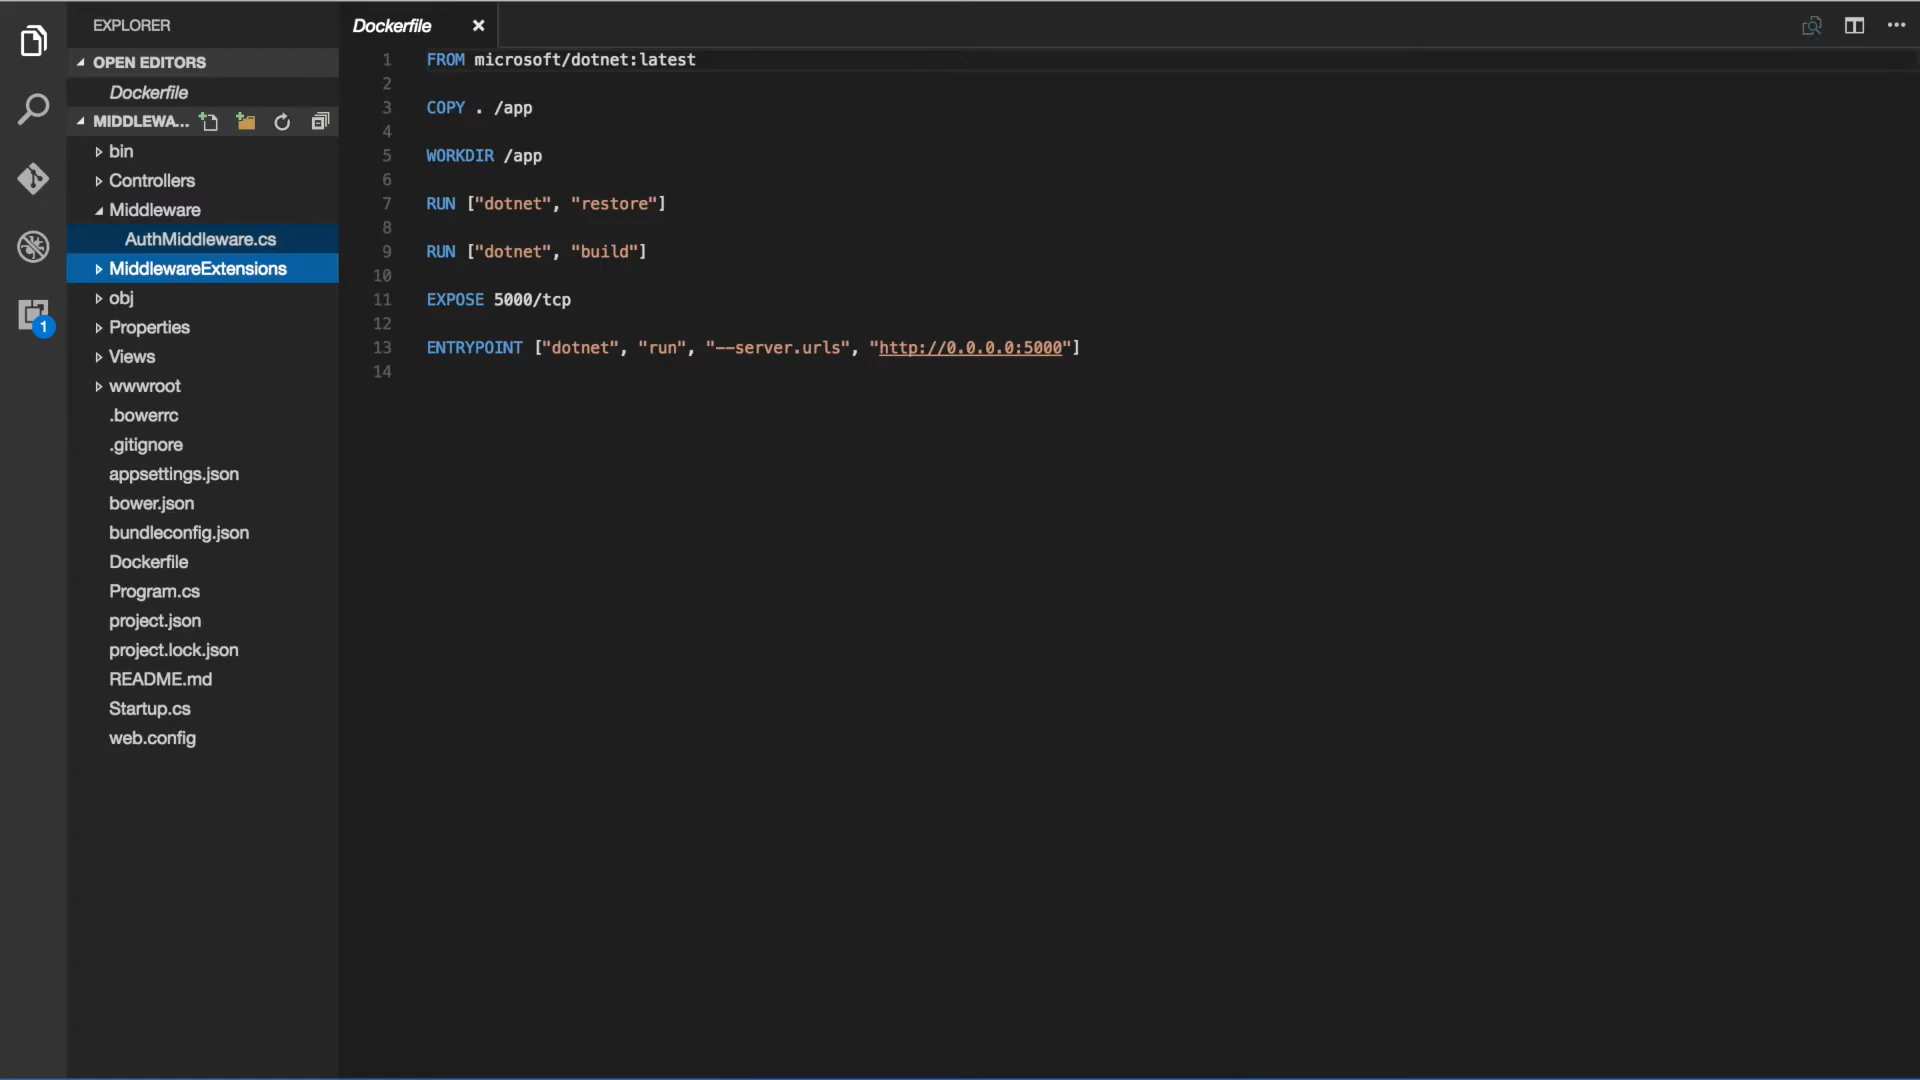 EXPLORER
OPEN EDITORS
Dockerfile
MIDDLEWA...
bin
Controllers
Middleware
AuthMiddleware.cs
MiddlewareExtensions
obj
Properties
Views
wwwroot
.bowerrc
.gitignore
appsettings.json
bower.json
bundleconfig.json
Dockerfile
Program.cs
project.json
project.lock.json
README.md
Startup.cs
web.config
1
Dockerfile
1 FROM microsoft/dotnet:latest
2
3 COPY . /app
4
5 WORKDIR /app
6
7 RUN ["dotnet", "restore"]
8
9 RUN ["dotnet", "build"]
10
11 EXPOSE 5000/tcp
12
13 ENTRYPOINT ["dotnet", "run", "--server.urls", "http://0.0.0.0:5000"]
14